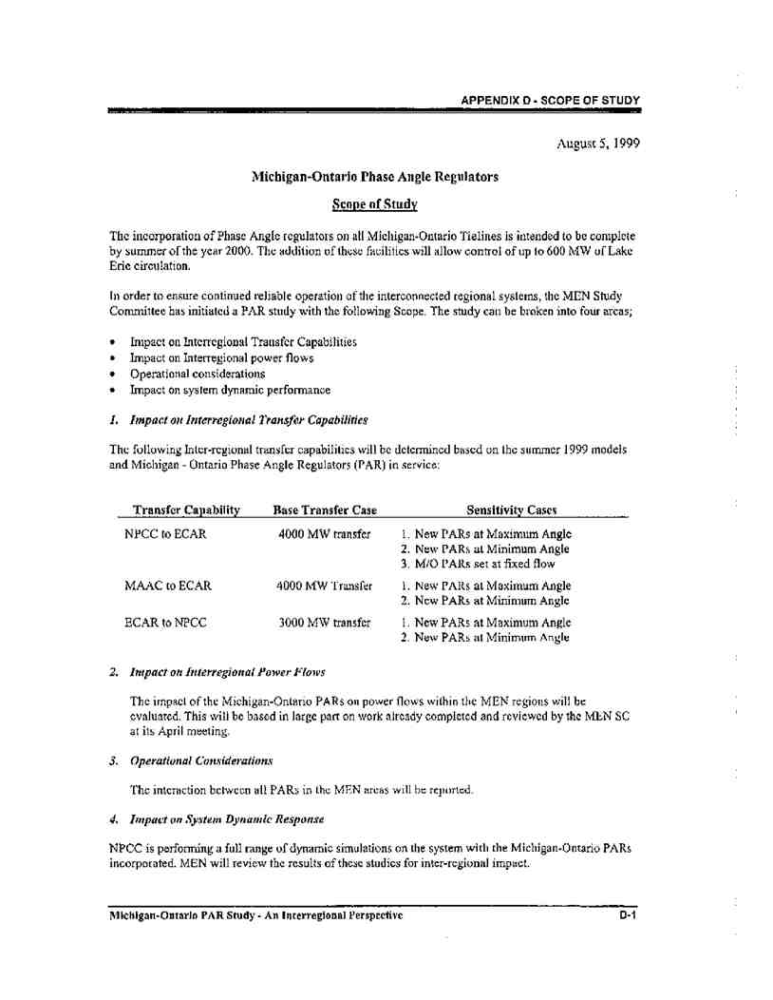 APPENDIX D - SCOPE OF STUDY
August 5, 1999
Michigan-Ontario Phase Angle Regulators
Scope of Study
The incorporation of Phase Angle regulators on all Michigan-Ontario Tielines is intended to be complete
by summer of the year 2000. The addition of these facilities will allow control of up to 600 MW of Lake
Erie circulation.
In order to ensure continued reliable operation of the interconnected regional systems, the MEN Study
Committee has initiated a PAR study with the following Scope. The study can be broken into four areas;
• Impact on Interregional Transfer Capabilities
• Impact on Interregional power flows
• Operational considerations
• Impact on system dynamic performance
1. Impact on Interregional Transfer Capabilities
The following Inter-regional transfer capabilities will be determined based on the summer 1999 models
and Michigan - Ontario Phase Angle Regulators (PAR) in service:
Transfer Capability Base Transfer Case Sensitivity Cases
NPCC to ECAR 4000 MW transfer 1. New PARs at Maximum Angle
2. New PARs at Minimum Angle
3. M/O PARs set at fixed flow
MAAC to ECAR 4000 MW Transfer 1. New PARs at Maximum Angle
2. New PARs at Minimum Angle
ECAR to NPCC 3000 MW transfer 1. New PARs at Maximum Angle
2. New PARs at Minimum Angle
2. Impact on Interregional Power Flows
The impact of the Michigan-Ontario PARs on power flows within the MEN regions will be
evaluated. This will be based in large part on work already completed and reviewed by the MEN SC
at its April meeting.
3. Operational Considerations
The interaction between all PARs in the MEN areas will be reported.
4. Impact on System Dynamic Response
NPCC is performing a full range of dynamic simulations on the system with the Michigan-Ontario PARs
incorporated. MEN will review the results of these studies for inter-regional impact.
Michigan-Ontario PAR Study - An Interregional Perspective D-1